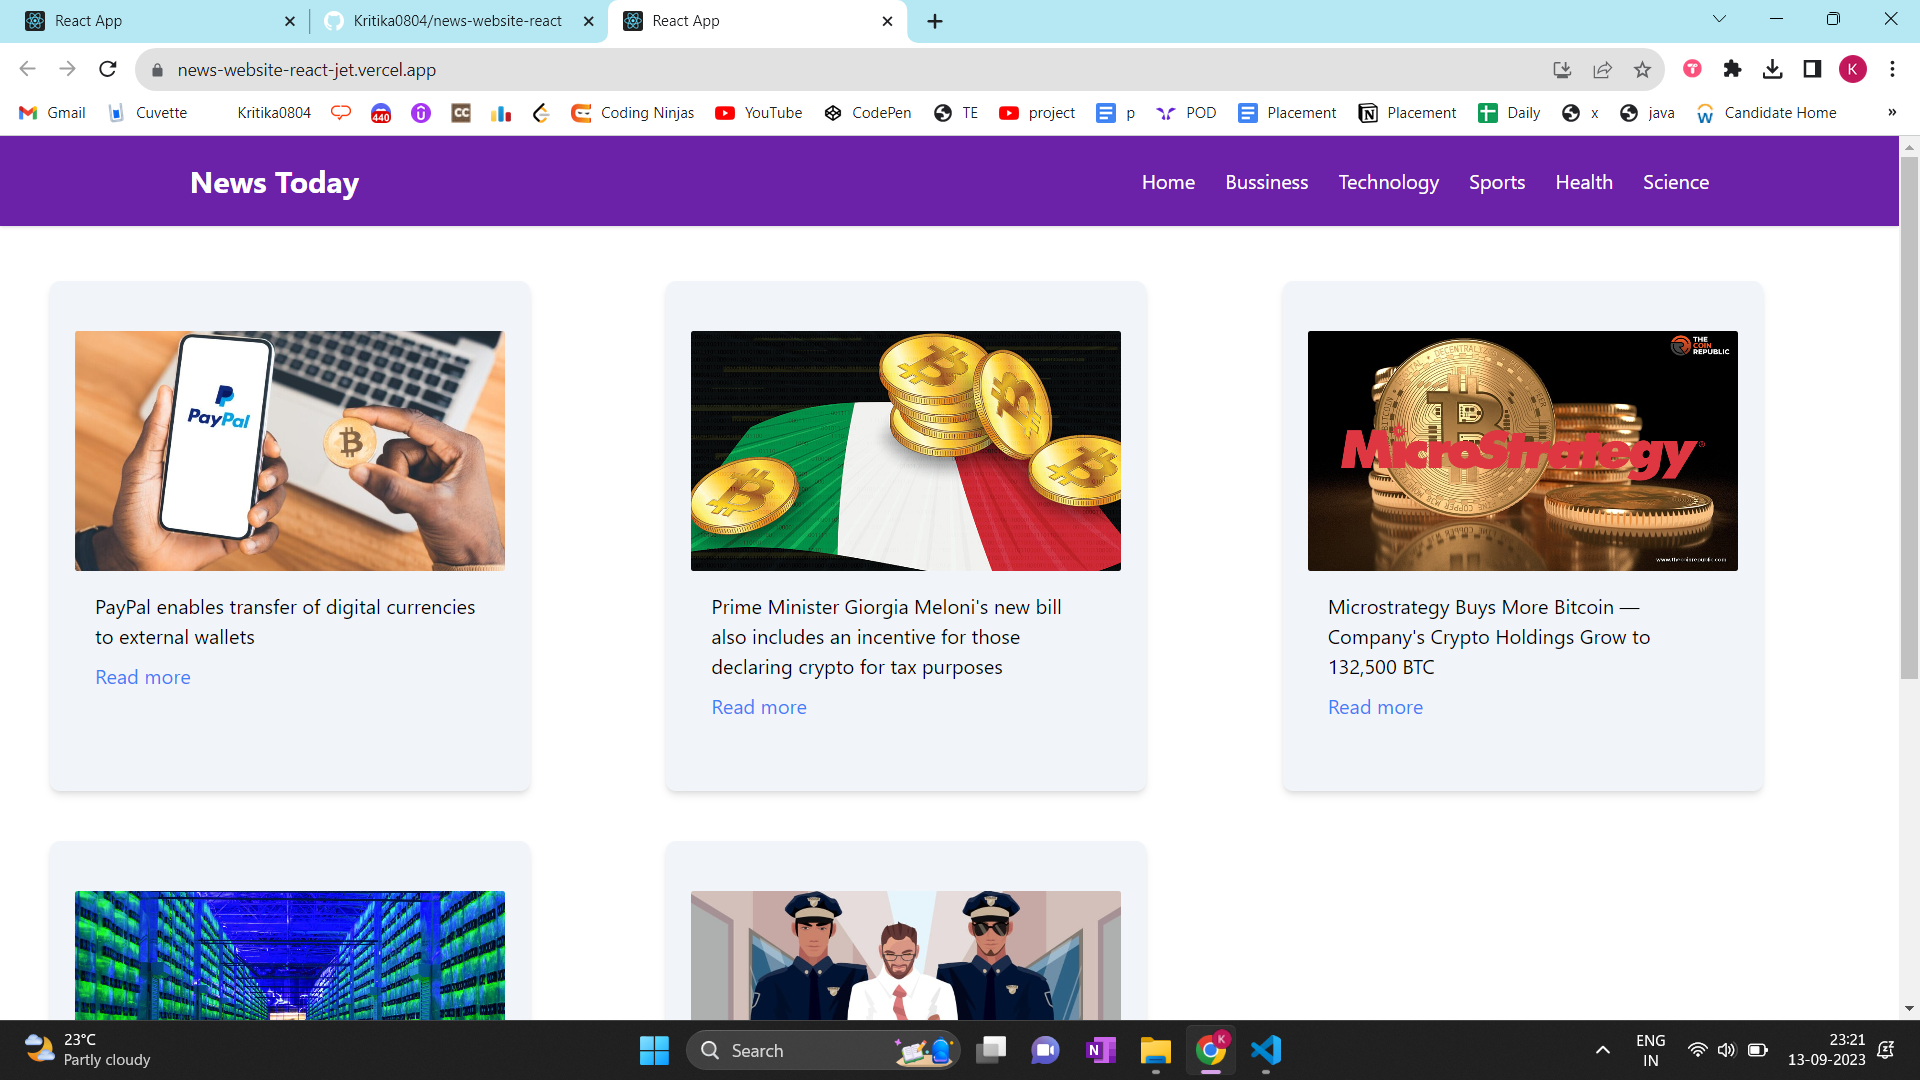 React App
Kritika0804/news-website-react
React App
news-website-react-jet.vercel.app
K
Gmail
Cuvette
Kritika0804
440
CC
Coding Ninjas
YouTube
CodePen
TE
project
p
POD
Placement
Placement
Daily
x
java
Candidate Home
»
News Today
Home
Bussiness
Technology
Sports
Health
Science
PayPal
THE
COIN
REPUBLIC
MicroStrategy
www.thecoinrepublic.com
PayPal enables transfer of digital currencies
to external wallets
Read more
Prime Minister Giorgia Meloni's new bill
also includes an incentive for those
declaring crypto for tax purposes
Read more
Microstrategy Buys More Bitcoin —
Company's Crypto Holdings Grow to
132,500 BTC
Read more
23°C
Partly cloudy
Search
N
K
ENG
IN
23:21
13-09-2023